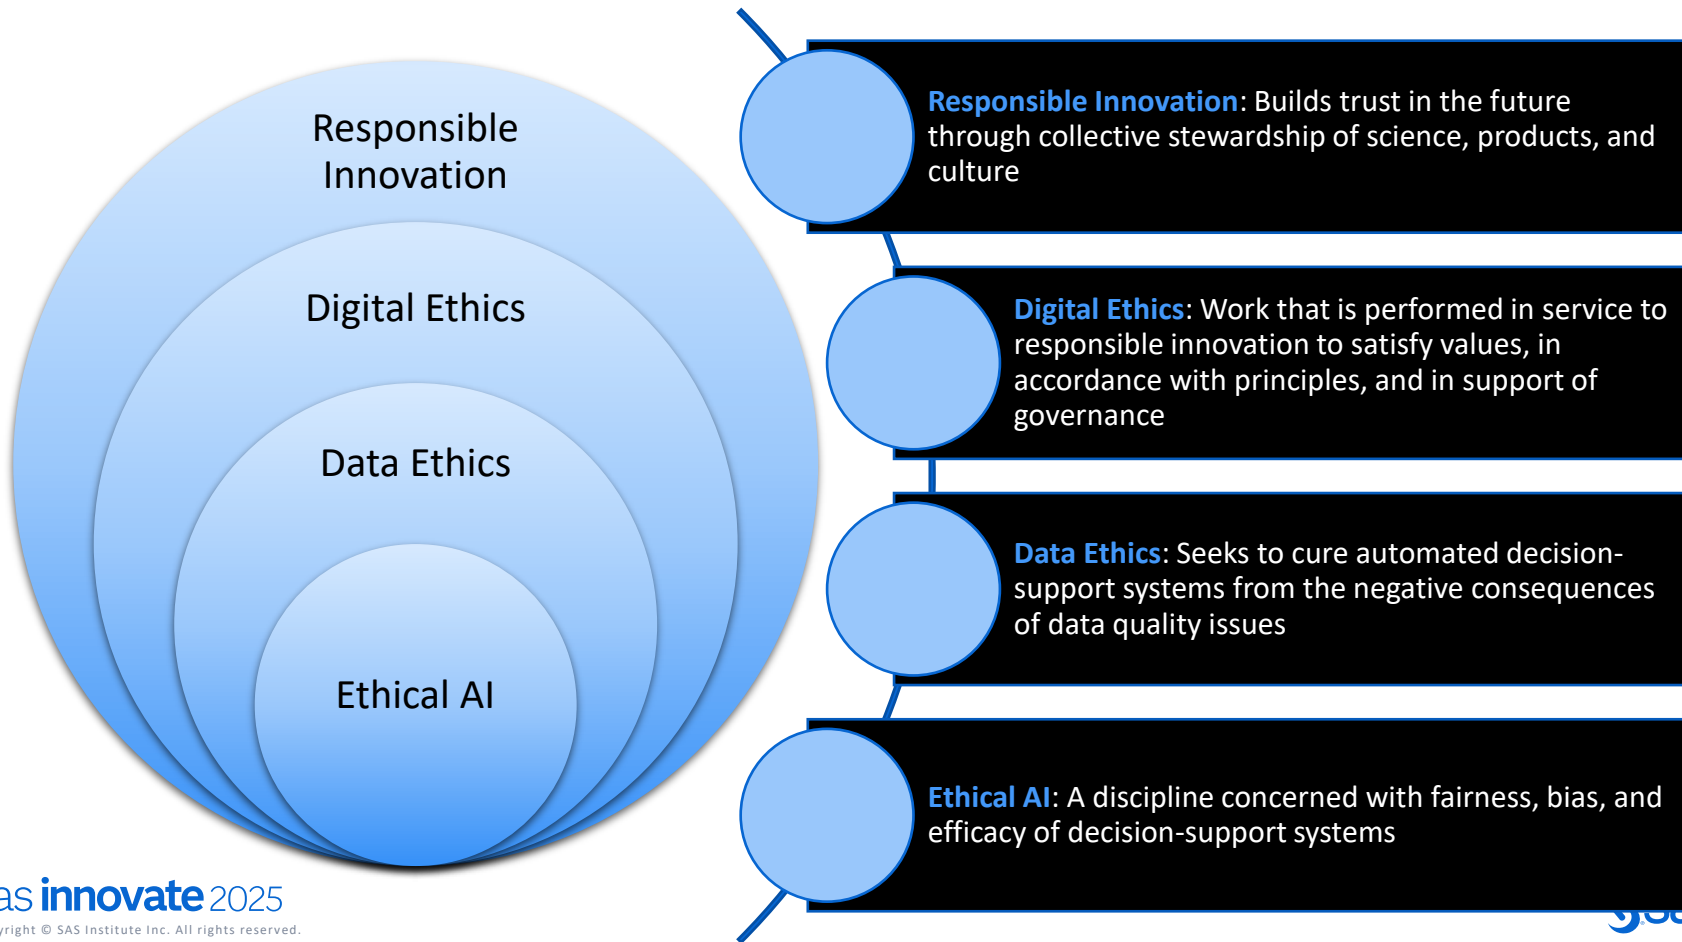 Responsible
Innovation
Digital Ethics
Data Ethics
Ethical AI
Responsible Innovation: Builds trust in the future
through collective stewardship of science, products, and
culture
Digital Ethics: Work that is performed in service to
responsible innovation to satisfy values, in
accordance with principles, and in support of
governance
Data Ethics: Seeks to cure automated decision-
support systems from the negative consequences
of data quality issues
Ethical AI: A discipline concerned with fairness, bias, and
efficacy of decision-support systems
innovate 2025
© SAS Institute Inc. All rights reserved.